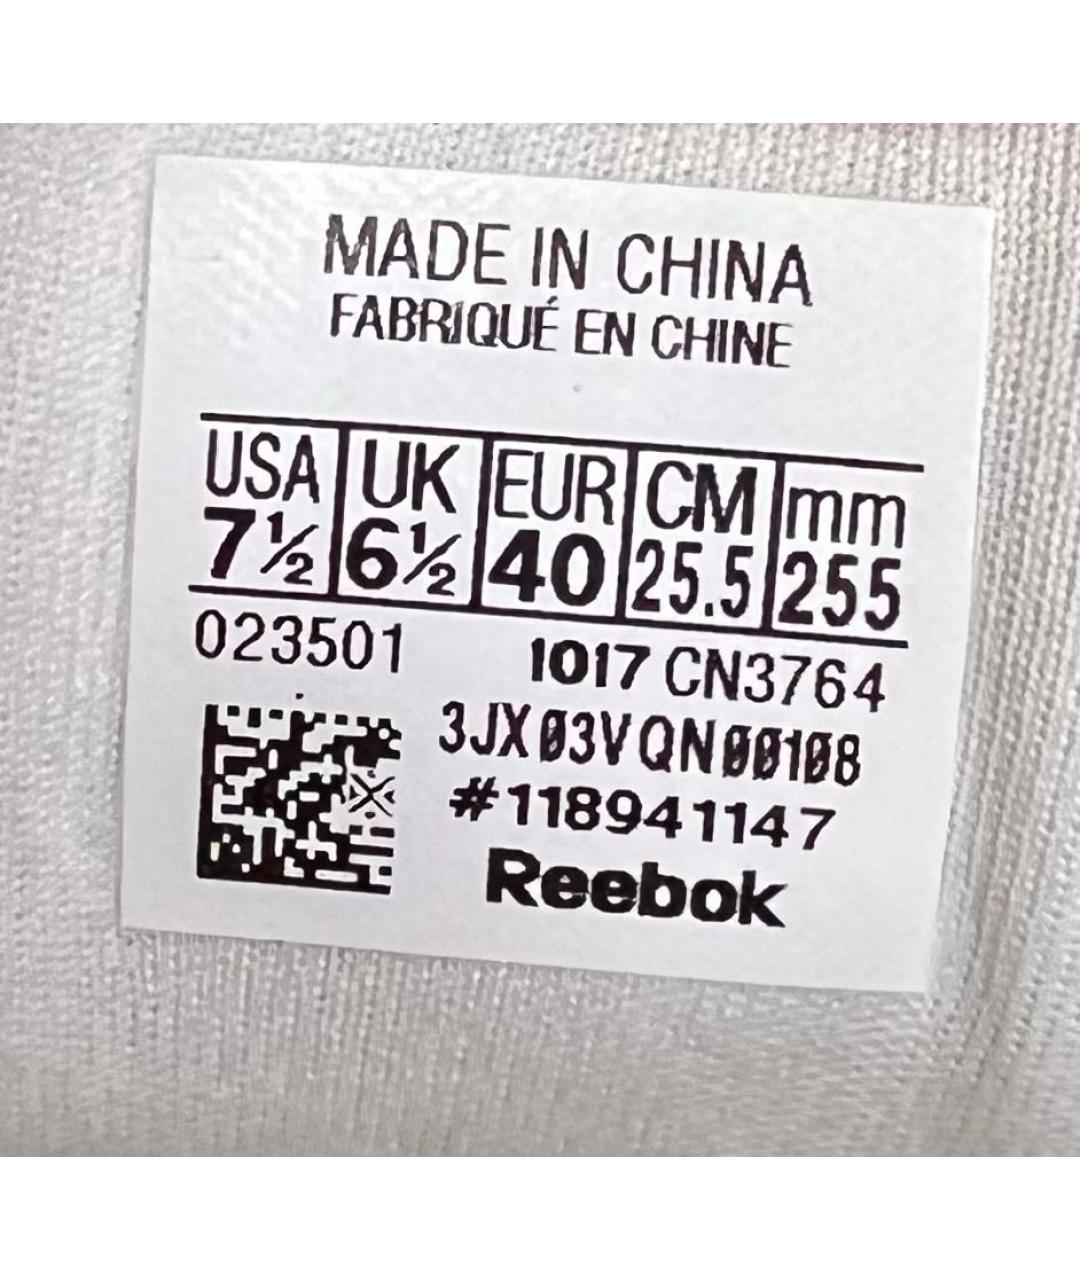 MADE IN CHINA
FABRIQUÉ EN CHINE
USA UK EUR CM mm
7½ 6½ 40 25.5 255
023501 1017 CN3764
3JX03VQN00108
#118941147
Reebok